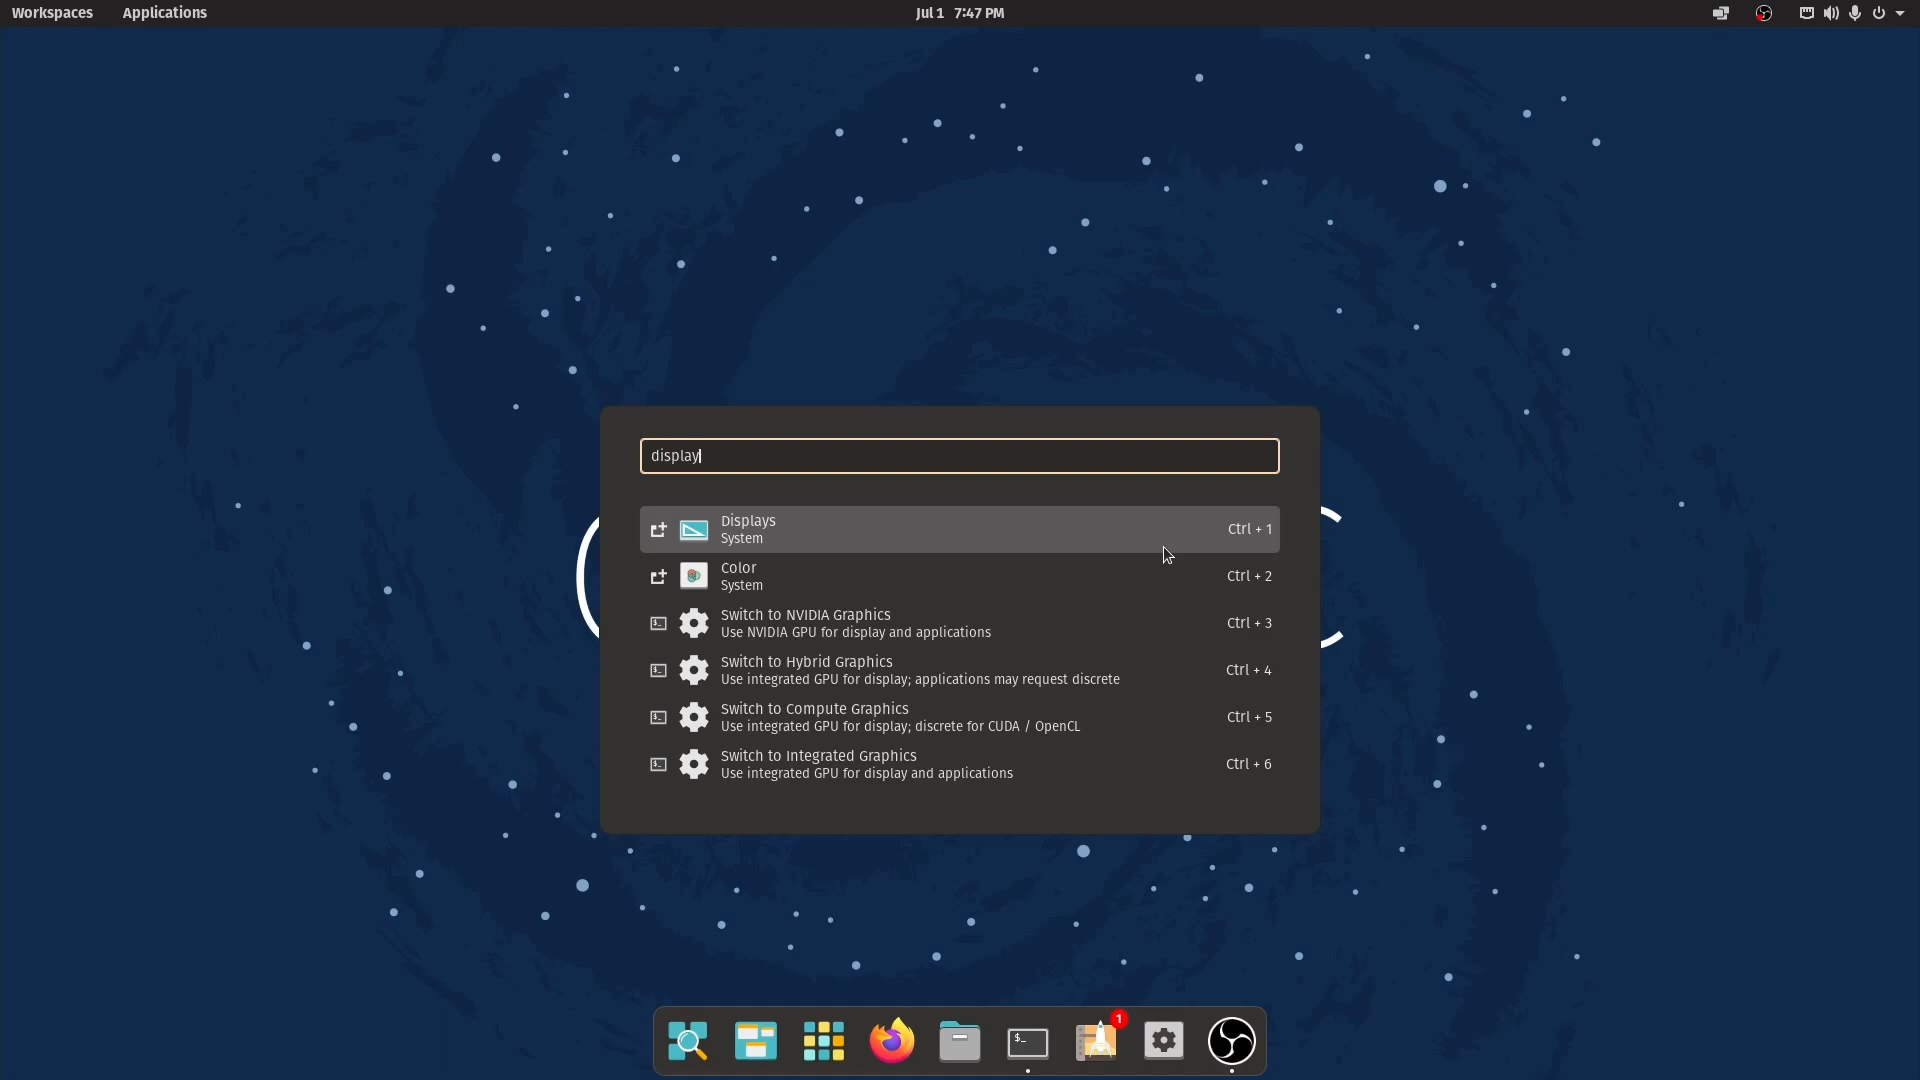 Workspaces Applications Jul 1 7:47 PM
display
Displays
System
Ctrl + 1
Color
System
Ctrl + 2
Switch to NVIDIA Graphics
Use NVIDIA GPU for display and applications
Ctrl + 3
Switch to Hybrid Graphics
Use integrated GPU for display; applications may request discrete
Ctrl + 4
Switch to Compute Graphics
Use integrated GPU for display; discrete for CUDA / OpenCL
Ctrl + 5
Switch to Integrated Graphics
Use integrated GPU for display and applications
Ctrl + 6
$_
1